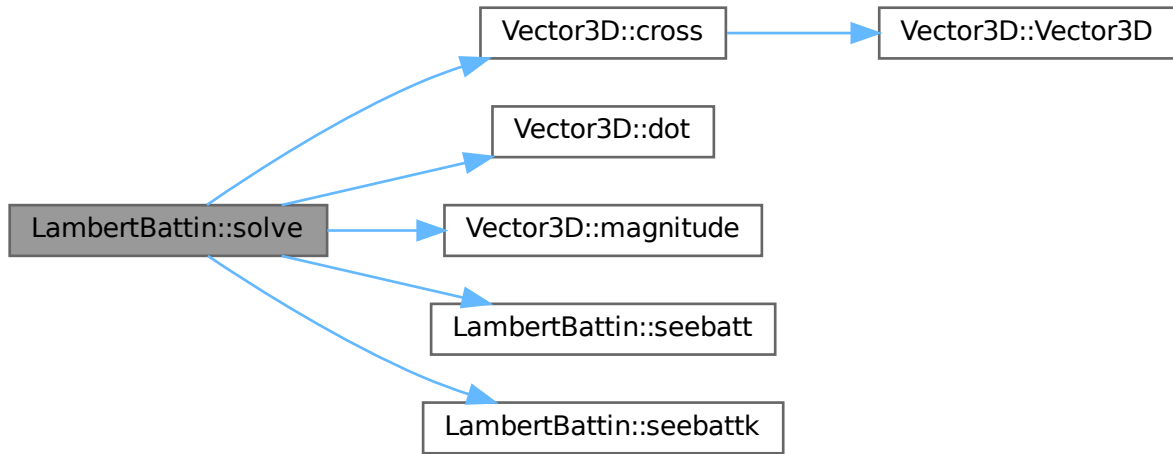 Vector3D::cross
Vector3D::Vector3D
Vector3D::dot
LambertBattin::solve
Vector3D::magnitude
LambertBattin::seebatt
LambertBattin::seebattk